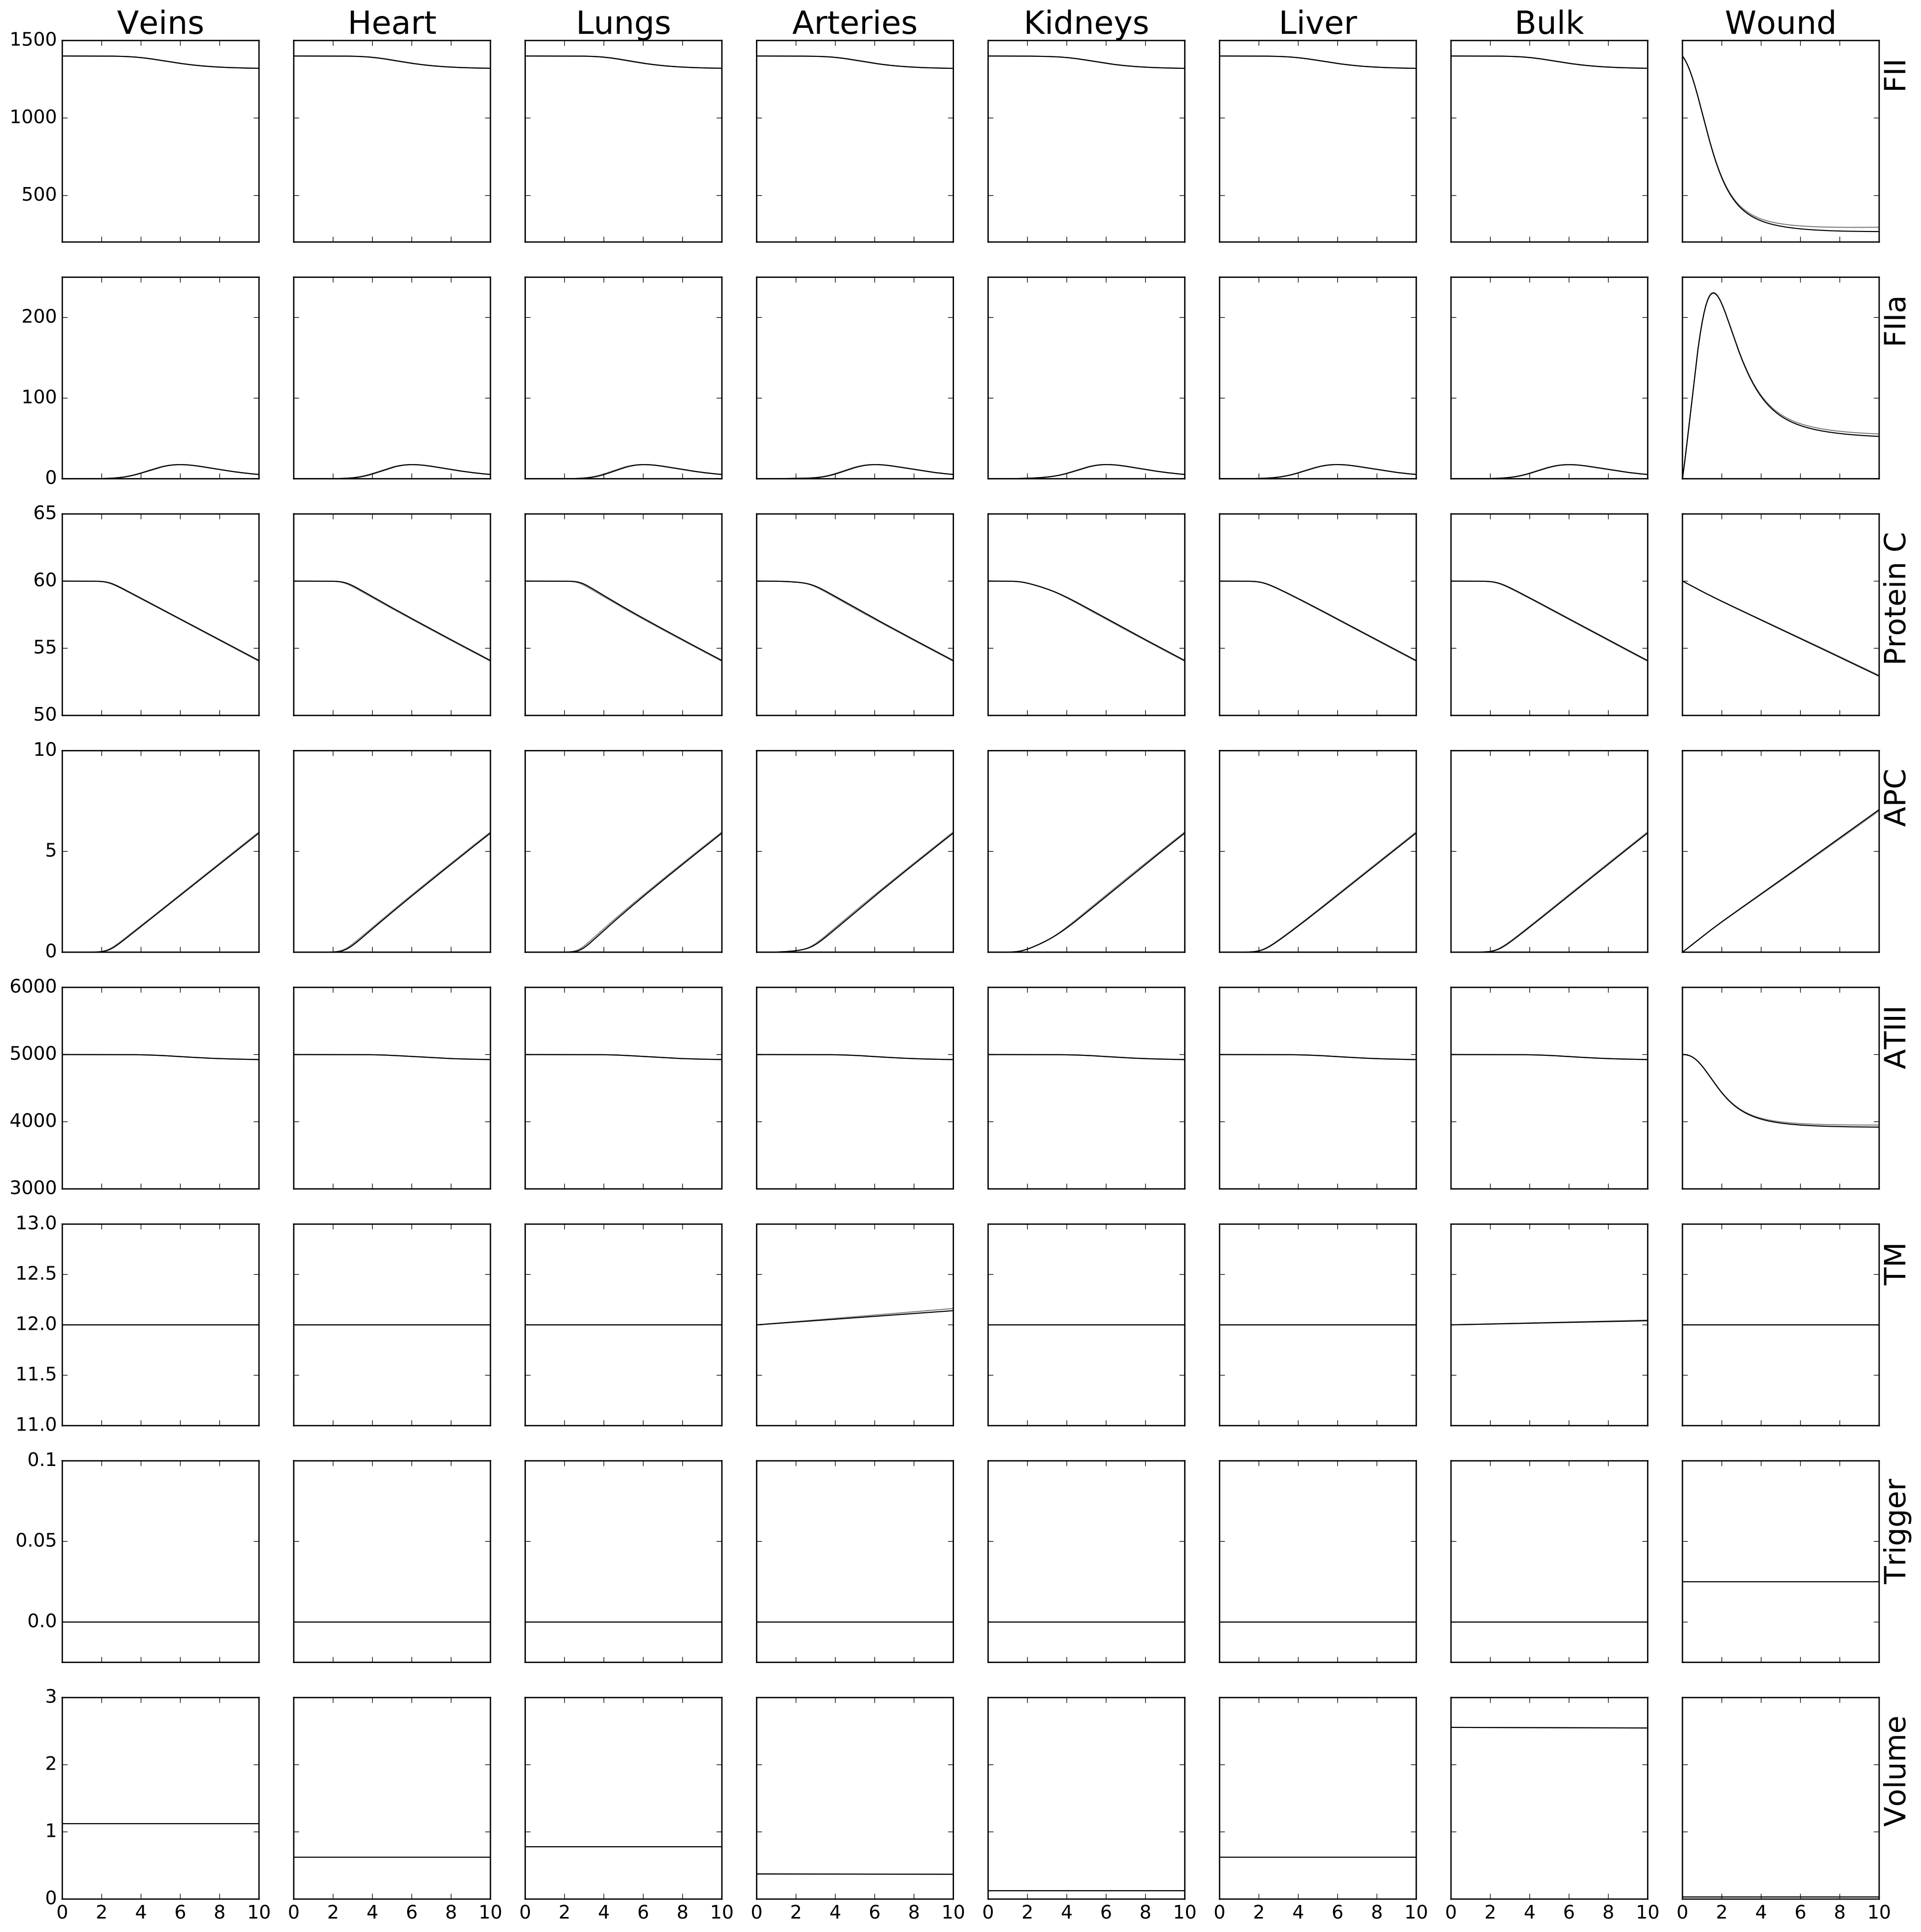 Veins Heart Lungs Arteries Kidneys Liver Bulk Wound
1500
1000
500
FII
200
100
0
FIIa
65
60
55
50
Protein C
10
5
0
APC
6000
5000
4000
3000
ATIII
13.0
12.5
12.0
11.5
11.0
TM
0.1
0.05
0.0
Trigger
3
2
1
0
Volume
0 2 4 6 8 10 0 2 4 6 8 10 0 2 4 6 8 10 0 2 4 6 8 10 0 2 4 6 8 10 0 2 4 6 8 10 0 2 4 6 8 10 0 2 4 6 8 10